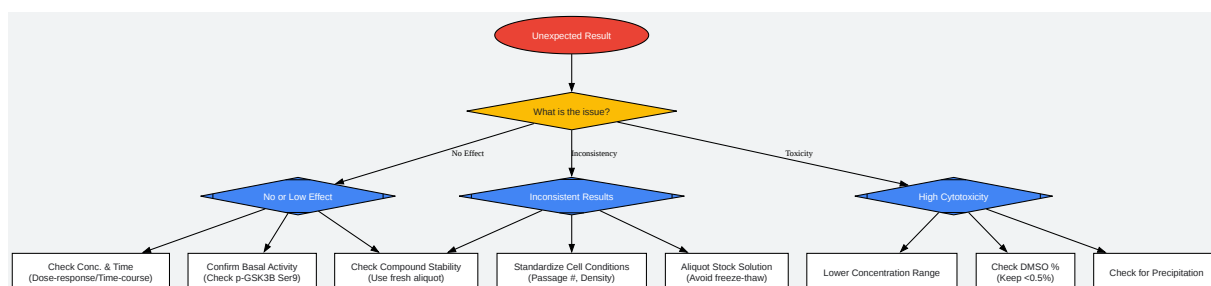 Unexpected Result
What is the issue?
No Effect
Inconsistency
Toxicity
No or Low Effect
Inconsistent Results
High Cytotoxicity
Check Conc. & Time
(Dose-response/Time-course)
Confirm Basal Activity
(Check p-GSK3B Ser9)
Check Compound Stability
(Use fresh aliquot)
Standardize Cell Conditions
(Passage #, Density)
Aliquot Stock Solution
(Avoid freeze-thaw)
Lower Concentration Range
Check DMSO %
(Keep <0.5%)
Check for Precipitation